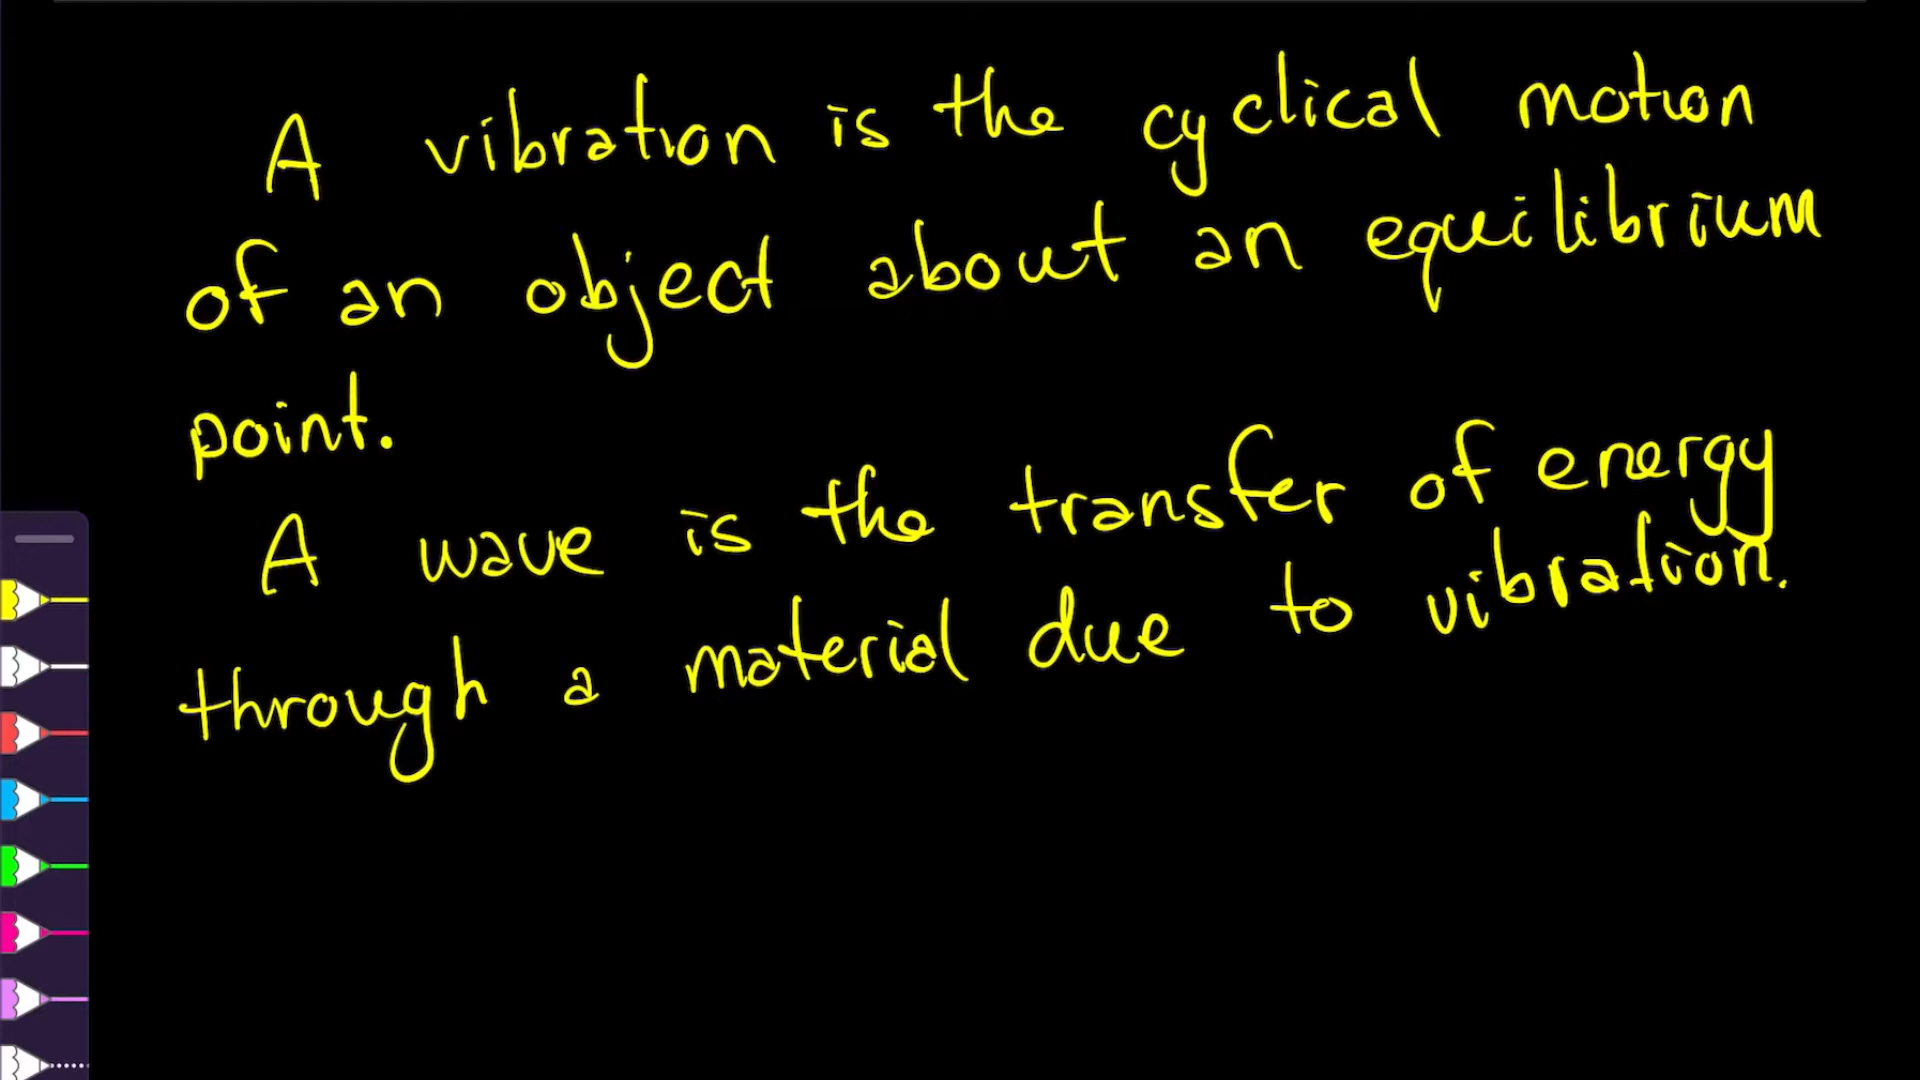 A vibration is the cyclical motion
of an object about an equilibrium
point.
A wave is the transfer of energy
through a material due to vibration.